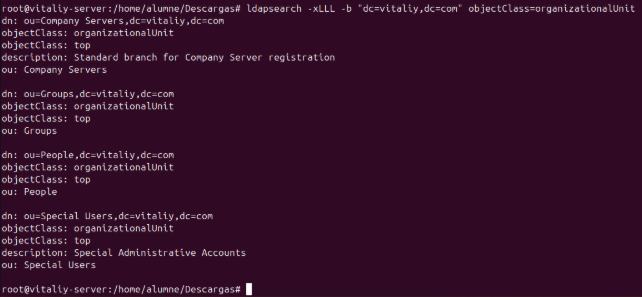 root@vitaliy-server:/home/alumne/Descargas# ldapsearch -xLLL -b "dc=vitaliy,dc=com" objectClass=organizationalUnit
dn: ou=Company Servers,dc=vitaliy,dc=com
objectClass: organizationalUnit
objectClass: top
description: Standard branch for Company Server registration
ou: Company Servers

dn: ou=Groups,dc=vitaliy,dc=com
objectClass: organizationalUnit
objectClass: top
ou: Groups

dn: ou=People,dc=vitaliy,dc=com
objectClass: organizationalUnit
objectClass: top
ou: People

dn: ou=Special Users,dc=vitaliy,dc=com
objectClass: organizationalUnit
objectClass: top
description: Special Administrative Accounts
ou: Special Users

root@vitaliy-server:/home/alumne/Descargas#